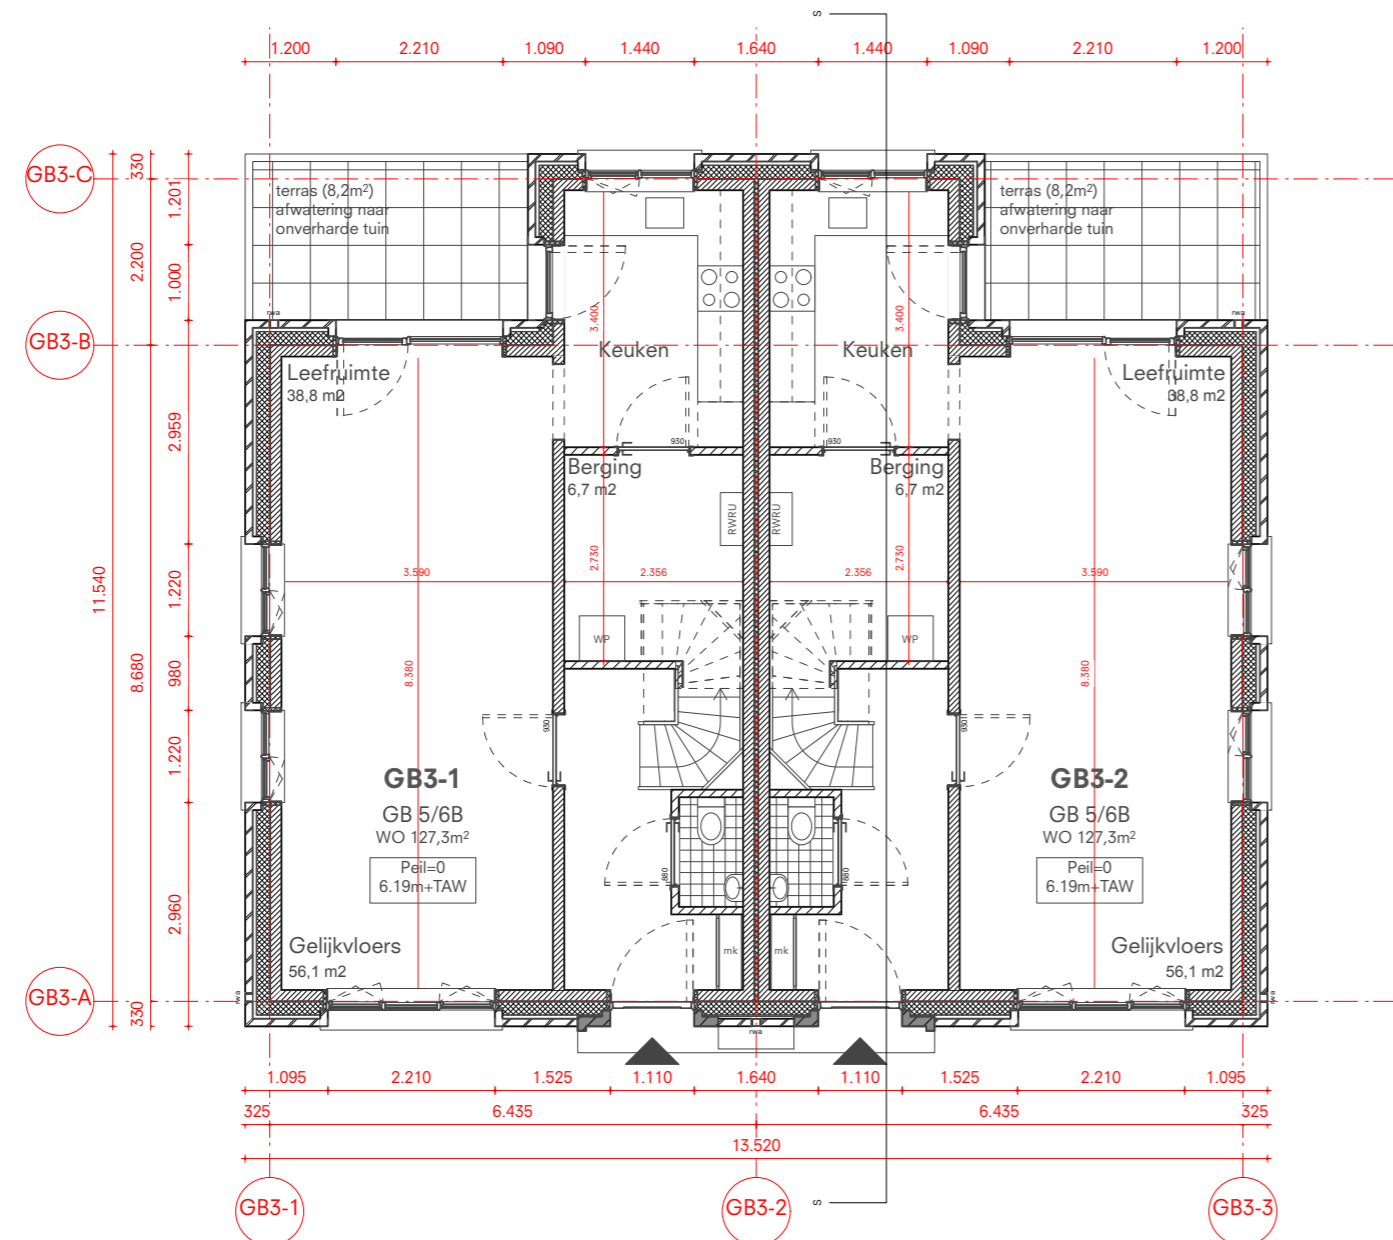 S
1.200 2.210 1.090 1.440 1.640 1.440 1.090 2.210 1.200
GB3-C
330
1.201
terras (8,2m²)
afwatering naar
onverharde tuin
terras (8,2m²)
afwatering naar
onverharde tuin
2.200
1.000
rwa
rwa
3.400
3.400
GB3-B
Keuken
Keuken
Leefruimte
38,8 m2
Leefruimte
38,8 m2
2.959
930
930
Berging
6,7 m2
Berging
6,7 m2
RWRU
RWRU
2.730
2.730
3.590
2.356
2.356
3.590
11.540
1.220
WP
WP
8.680
980
8.380
8.380
930
930
1.220
GB3-1
GB 5/6B
WO 127,3m²
Peil=0
6.19m+TAW
GB3-2
GB 5/6B
WO 127,3m²
Peil=0
6.19m+TAW
880
880
2.960
Gelijkvloers
56,1 m2
Gelijkvloers
56,1 m2
mk
mk
GB3-A
330
rwa
rwa
rwa
1.095 2.210 1.525 1.110 1.640 1.110 1.525 2.210 1.095
325 6.435 6.435 325
13.520
S
GB3-1
GB3-2
GB3-3